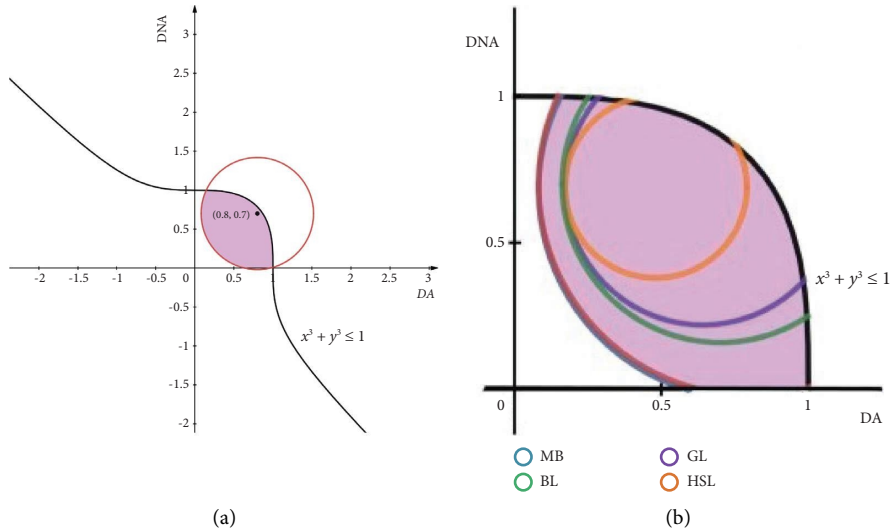 DNA
3
2.5
2
1.5
1
0.5
(0.8, 0.7)
-2 -1.5 -1 -0.5 0 0.5 1 1.5 2 2.5 3
DA
-0.5
x³ + y³ ≤ 1
-1
-1.5
-2
(a)
DNA
1
0.5
x³ + y³ ≤ 1
0 0.5 1
DA
MB GL
BL HSL
(b)